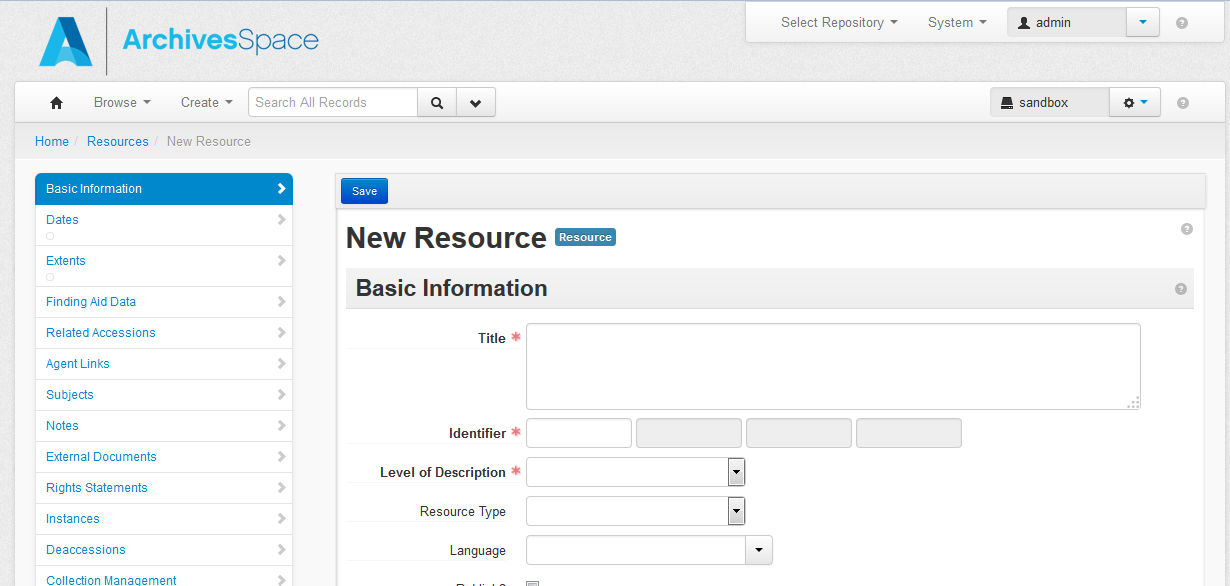 ArchivesSpace
Select Repository System admin
Browse Create Search All Records sandbox
Home / Resources / New Resource
Basic Information
Dates
Extents
Finding Aid Data
Related Accessions
Agent Links
Subjects
Notes
External Documents
Rights Statements
Instances
Deaccessions
Collection Management
Save
New Resource Resource
Basic Information
Title *
Identifier *
Level of Description *
Resource Type
Language